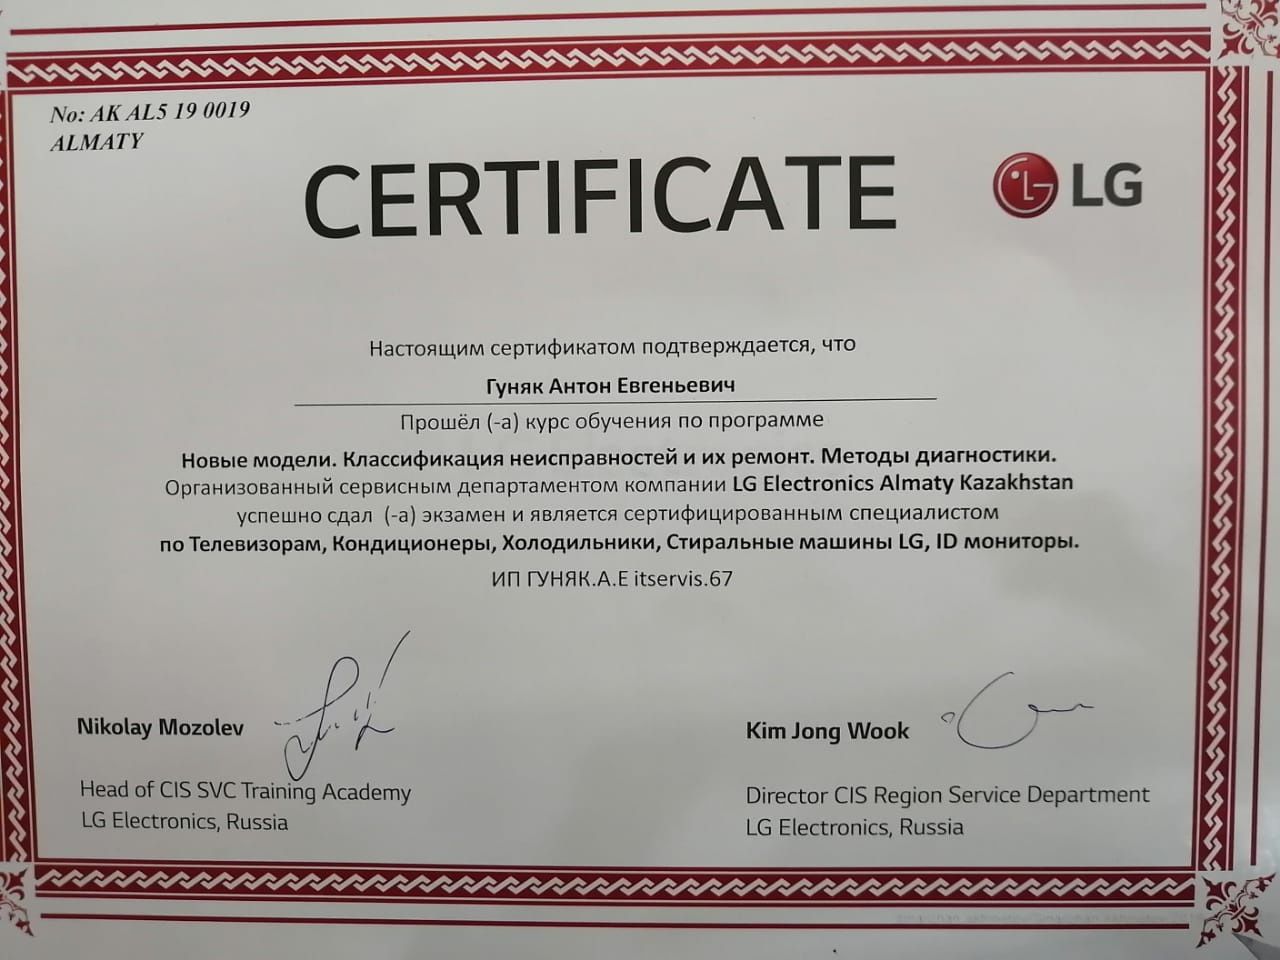 No: AK AL5 19 0019
ALMATY
CERTIFICATE
LG
Настоящим сертификатом подтверждается, что
Гуняк Антон Евгеньевич
Прошёл (-а) курс обучения по программе
Новые модели. Классификация неисправностей и их ремонт. Методы диагностики.
Организованный сервисным департаментом компании LG Electronics Almaty Kazakhstan
успешно сдал (-а) экзамен и является сертифицированным специалистом
по Телевизорам, Кондиционеры, Холодильники, Стиральные машины LG, ID мониторы.
ИП ГУНЯК.А.Е itservis.67
Nikolay Mozolev
Head of CIS SVC Training Academy
LG Electronics, Russia
Kim Jong Wook
Director CIS Region Service Department
LG Electronics, Russia